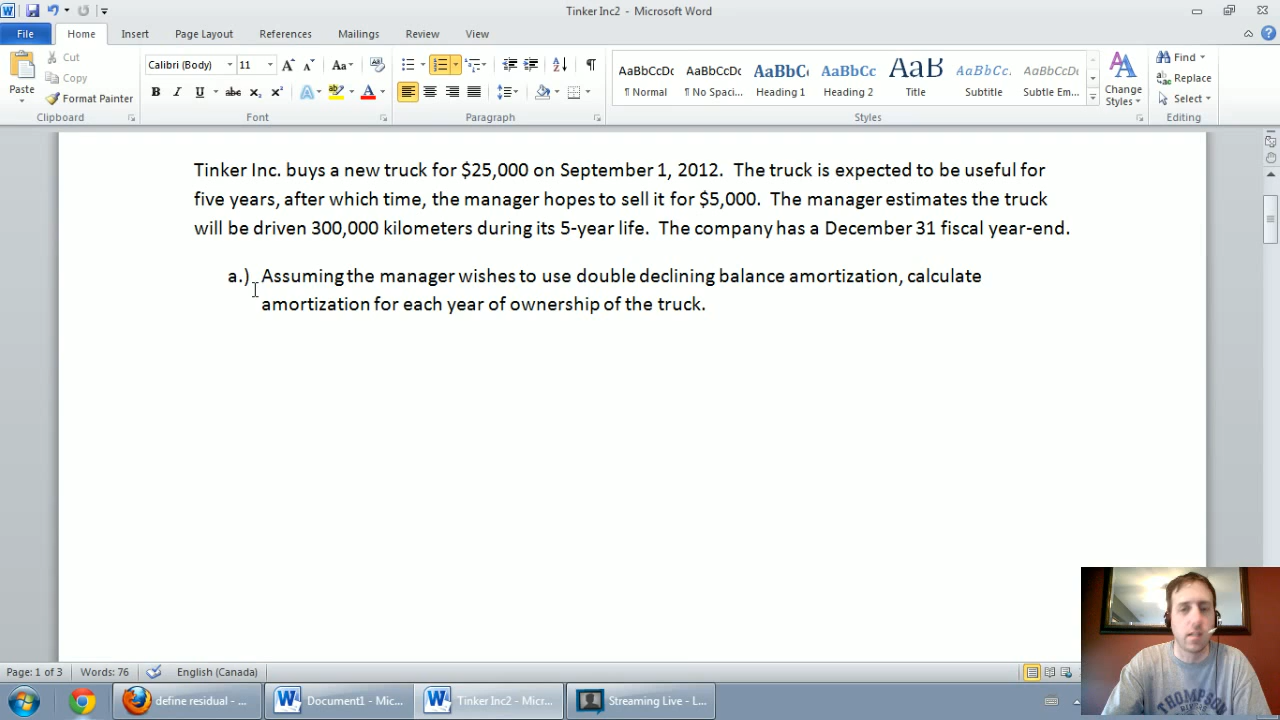 Tinker Inc2 - Microsoft Word
File Home Insert Page Layout References Mailings Review View
Paste
Cut
Copy
Format Painter
Clipboard
Calibri (Body) 11
Font
Paragraph
AaBbCcDc AaBbCcDc AaBbC AaBbCc AaB AaBbCc. AaBbCcDc
¶ Normal ¶ No Spaci... Heading 1 Heading 2 Title Subtitle Subtle Em...
Change
Styles
Styles
Find
Replace
Select
Editing
Tinker Inc. buys a new truck for $25,000 on September 1, 2012. The truck is expected to be useful for
five years, after which time, the manager hopes to sell it for $5,000. The manager estimates the truck
will be driven 300,000 kilometers during its 5-year life. The company has a December 31 fiscal year-end.
a.) Assuming the manager wishes to use double declining balance amortization, calculate
amortization for each year of ownership of the truck.
THOMPSON
Page: 1 of 3 Words: 76 English (Canada)
define residual - ... Document1 - Mic... Tinker Inc2 - Micr... Streaming Live - L...